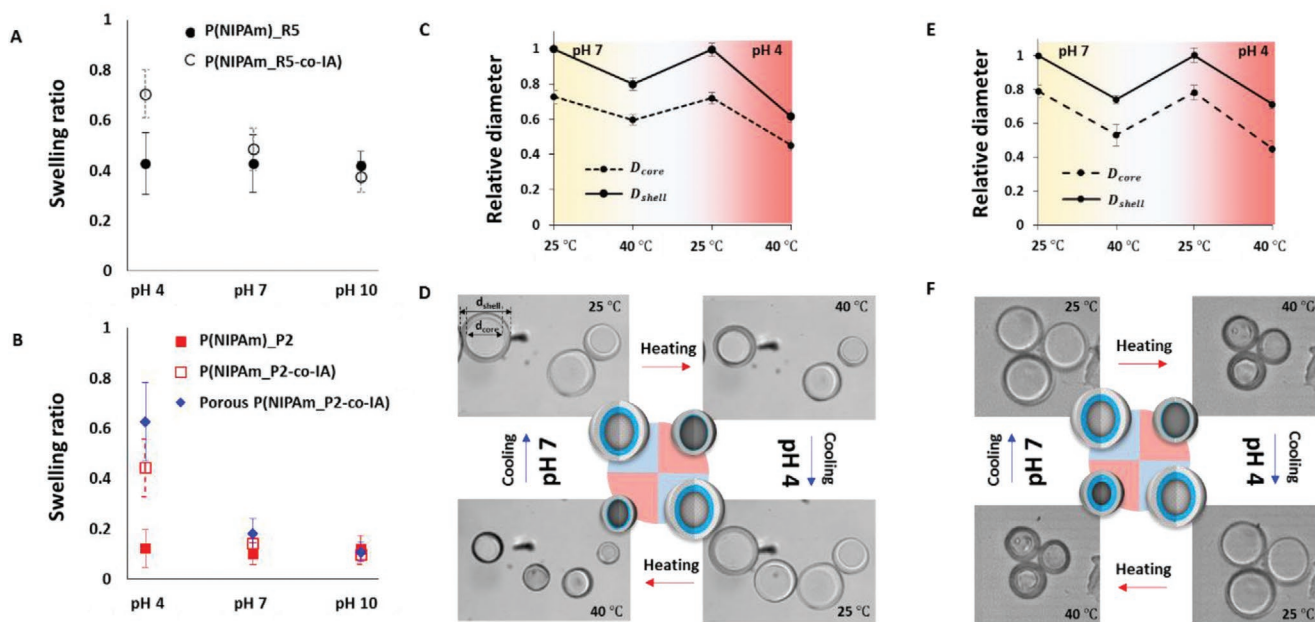 A
Swelling ratio
1
0.8
0.6
0.4
0.2
0
P(NIPAm)_R5
P(NIPAm_R5-co-IA)
pH 4
pH 7
pH 10
B
Swelling ratio
1
0.8
0.6
0.4
0.2
0
P(NIPAm)_P2
P(NIPAm_P2-co-IA)
Porous P(NIPAm_P2-co-IA)
pH 4
pH 7
pH 10
C
Relative diameter
1
0.8
0.6
0.4
0.2
0
pH 7
pH 4
D_core
D_shell
25 °C
40 °C
25 °C
40 °C
D
d_shell
d_core
25 °C
Heating
40 °C
Cooling
pH 7
pH 4
Cooling
40 °C
Heating
25 °C
E
Relative diameter
1
0.8
0.6
0.4
0.2
0
pH 7
pH 4
D_core
D_shell
25 °C
40 °C
25 °C
40 °C
F
25 °C
Heating
40 °C
Cooling
pH 7
pH 4
Cooling
40 °C
Heating
25 °C